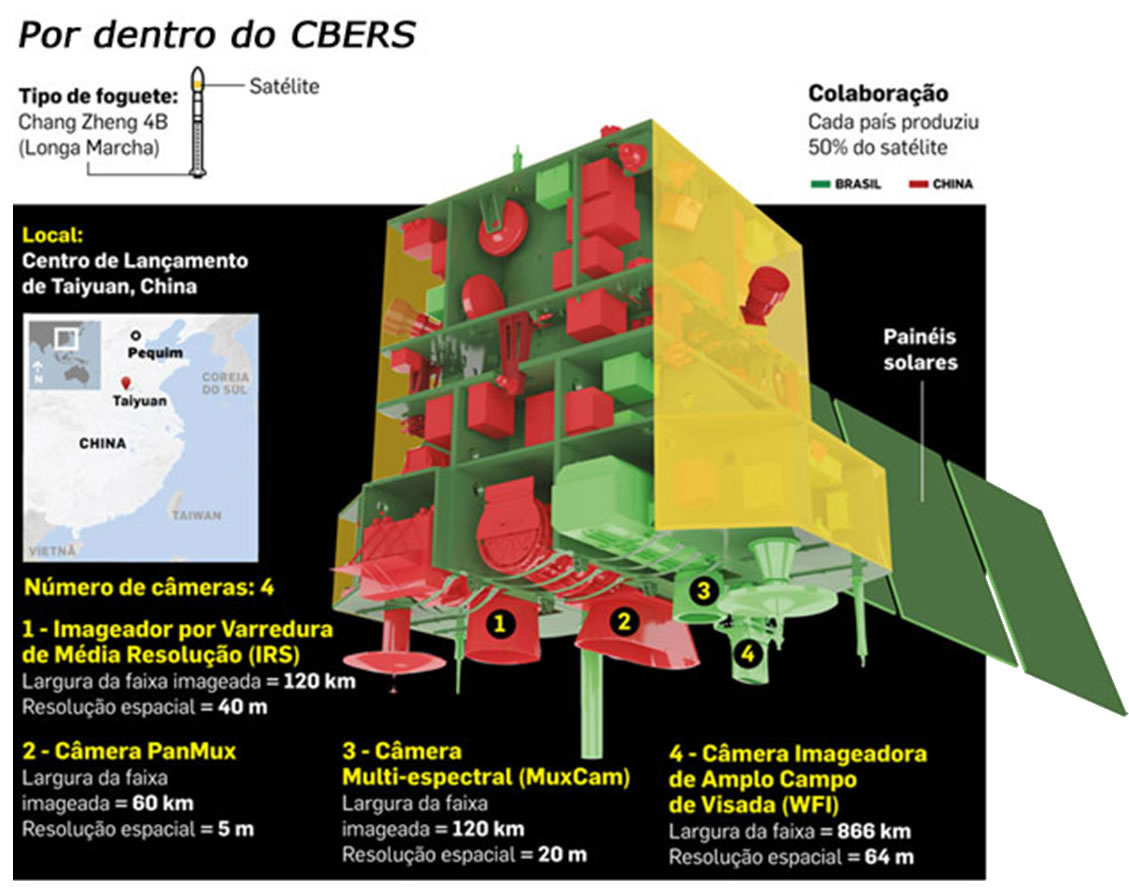 Por dentro do CBERS
Tipo de foguete:
Chang Zheng 4B
(Longa Marcha)
Satélite
Colaboração
Cada país produziu
50% do satélite
BRASIL
CHINA
Local:
Centro de Lançamento
de Taiyuan, China
N
Pequim
Taiyuan
COREIA
DO SUL
CHINA
TAIWAN
VIETNÃ
Painéis
solares
1
2
3
4
Número de câmeras: 4
1 - Imageador por Varredura
de Média Resolução (IRS)
Largura da faixa imageada = 120 km
Resolução espacial = 40 m
2 - Câmera PanMux
Largura da faixa
imageada = 60 km
Resolução espacial = 5 m
3 - Câmera
Multi-espectral (MuxCam)
Largura da faixa
imageada = 120 km
Resolução espacial = 20 m
4 - Câmera Imageadora
de Amplo Campo
de Visada (WFI)
Largura da faixa = 866 km
Resolução espacial = 64 m